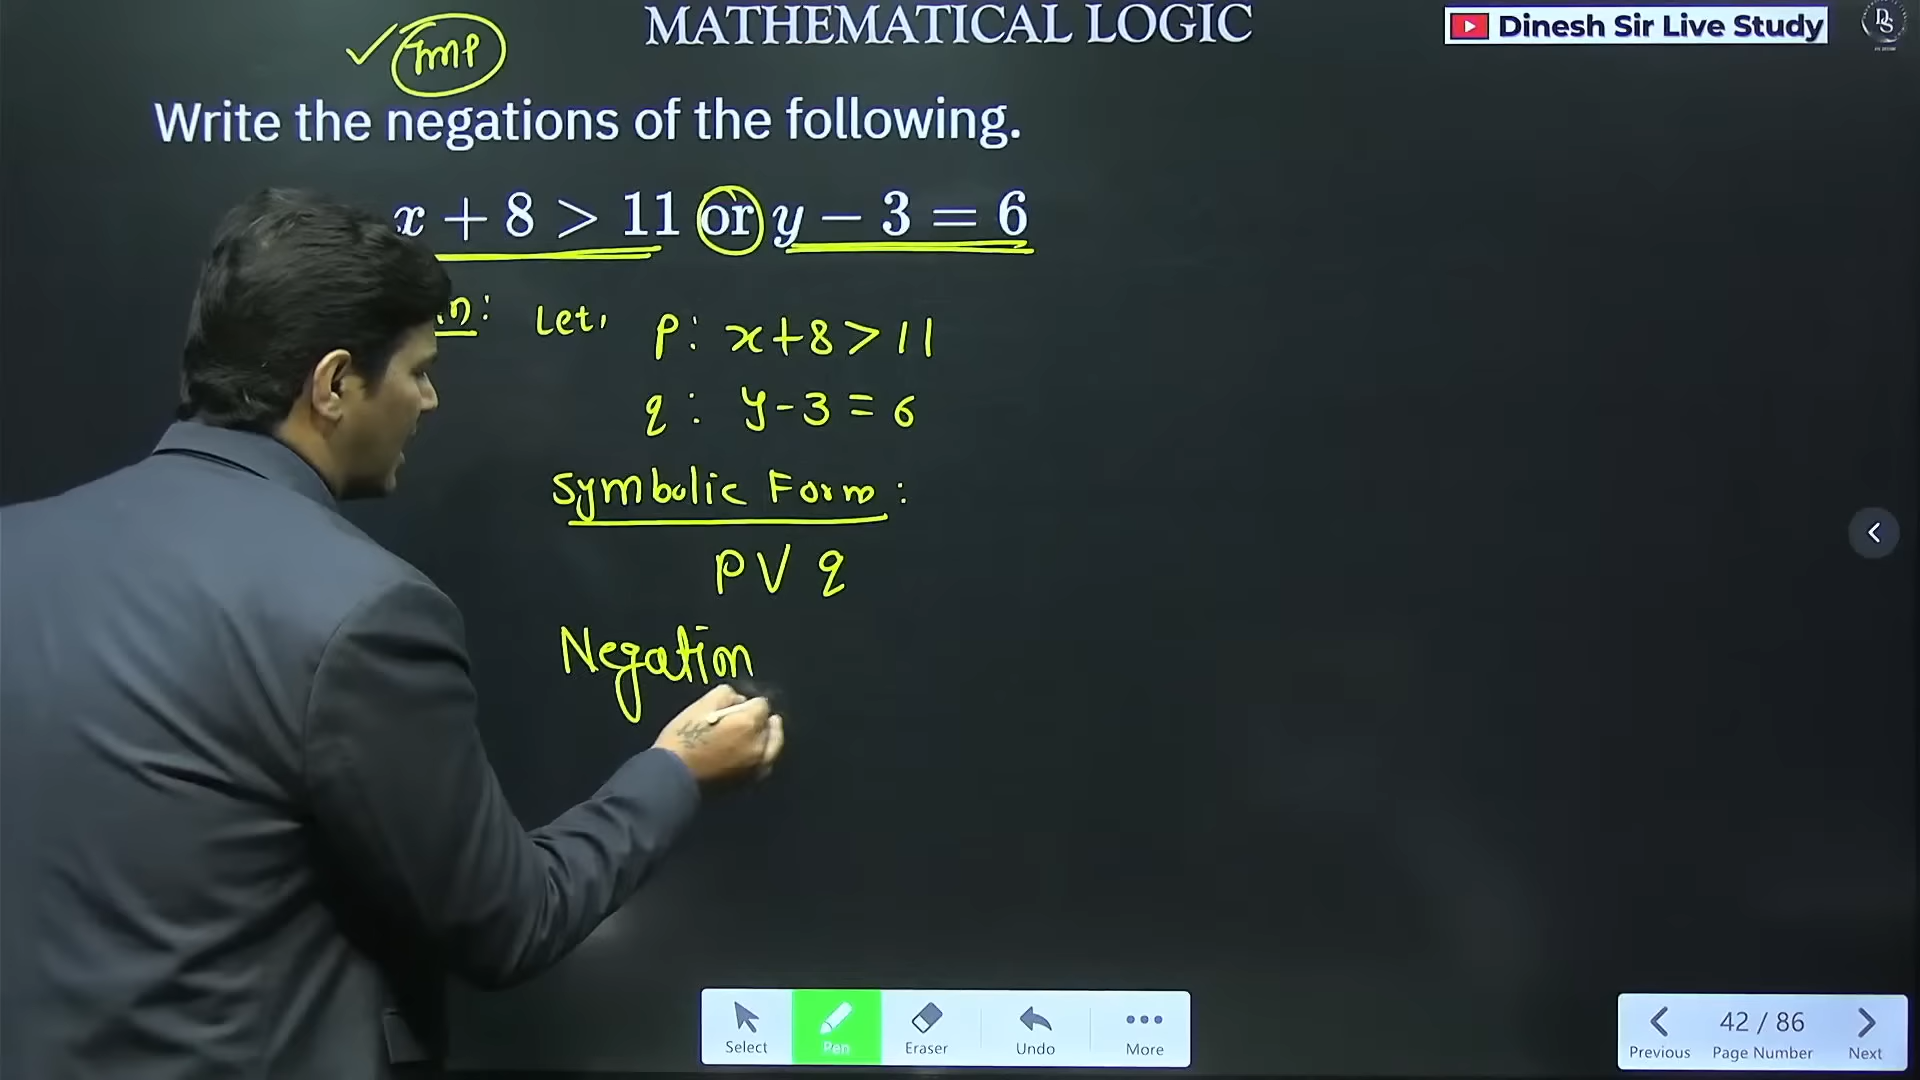 MATHEMATICAL LOGIC
Dinesh Sir Live Study
DS
Imp
Write the negations of the following.
x + 8 > 11 or y − 3 = 6
n: Let,
p: x+8>11
q: y-3=6
Symbolic Form:
p∨q
Negation
Select
Pen
Eraser
Undo
More
42 / 86
Previous
Page Number
Next